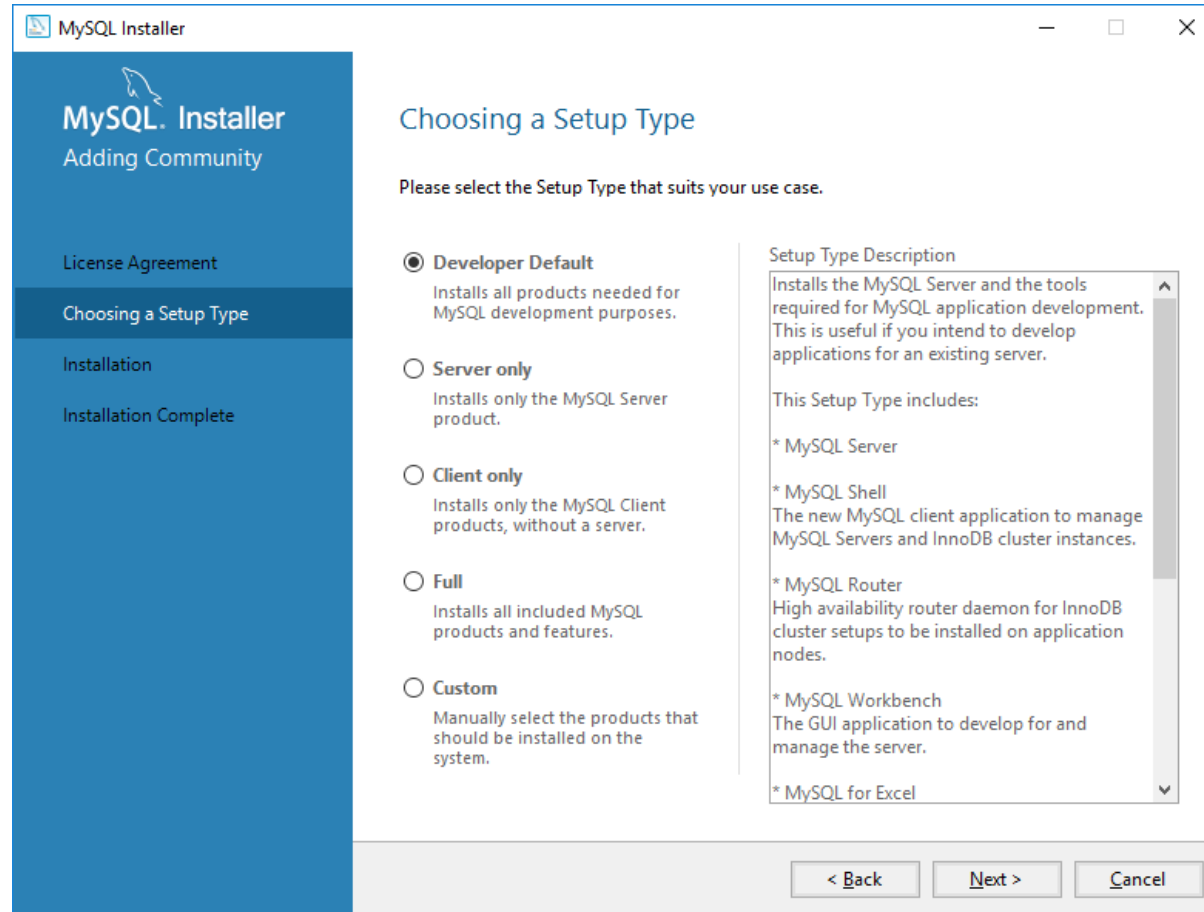 MySQL Installer
MySQL. Installer
Adding Community
License Agreement
Choosing a Setup Type
Installation
Installation Complete
Choosing a Setup Type
Please select the Setup Type that suits your use case.
Developer Default
Installs all products needed for
MySQL development purposes.
Server only
Installs only the MySQL Server
product.
Client only
Installs only the MySQL Client
products, without a server.
Full
Installs all included MySQL
products and features.
Custom
Manually select the products that
should be installed on the
system.
Setup Type Description
Installs the MySQL Server and the tools
required for MySQL application development.
This is useful if you intend to develop
applications for an existing server.
This Setup Type includes:
* MySQL Server
* MySQL Shell
The new MySQL client application to manage
MySQL Servers and InnoDB cluster instances.
* MySQL Router
High availability router daemon for InnoDB
cluster setups to be installed on application
nodes.
* MySQL Workbench
The GUI application to develop for and
manage the server.
* MySQL for Excel
< Back
Next >
Cancel